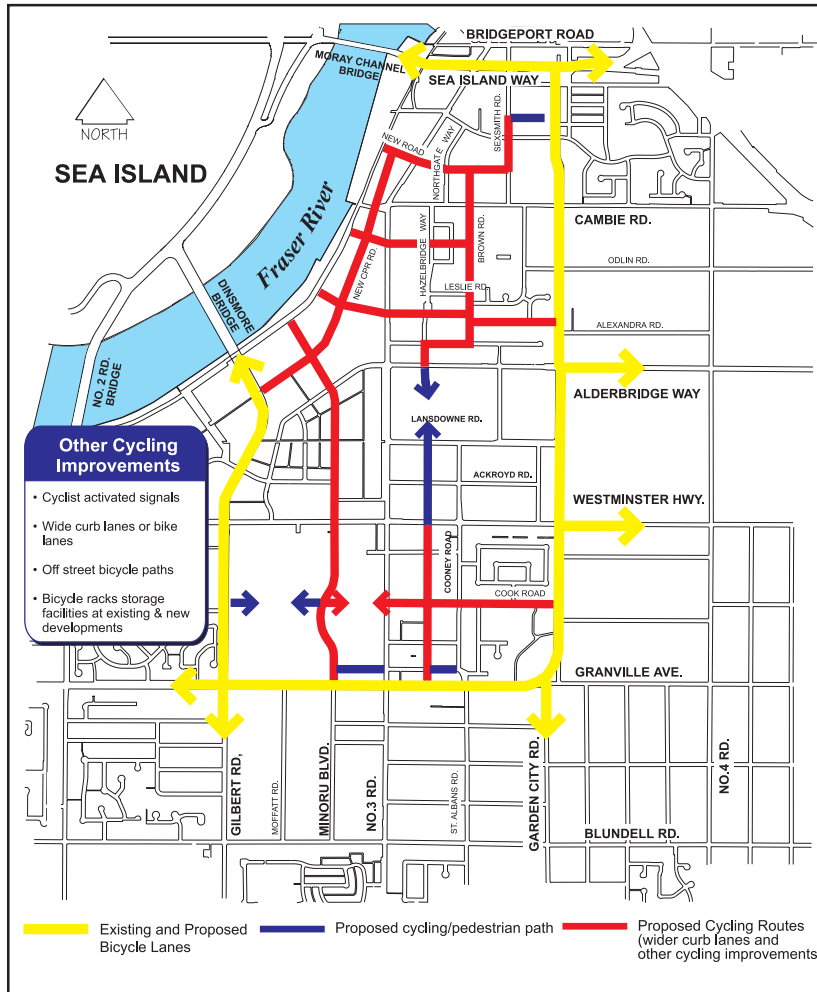 BRIDGEPORT ROAD
MORAY CHANNEL
BRIDGE
SEA ISLAND WAY
NORTH
SEA ISLAND
Fraser River
NEW ROAD
NORTHGATE WAY
SEXSMITH RD.
CAMBIE RD.
HAZELBRIDGE WAY
BROWN RD.
NEW CPR RD.
ODLIN RD.
LESLIE RD.
DINSMORE
BRIDGE
ALEXANDRA RD.
NO. 2 RD.
BRIDGE
ALDERBRIDGE WAY
LANSDOWNE RD.
Other Cycling
Improvements
• Cyclist activated signals
• Wide curb lanes or bike
lanes
• Off street bicycle paths
• Bicycle racks storage
facilities at existing & new
developments
ACKROYD RD.
WESTMINSTER HWY.
COONEY ROAD
COOK ROAD
GRANVILLE AVE.
GILBERT RD,
MOFFATT RD.
MINORU BLVD.
NO.3 RD.
ST. ALBANS RD.
GARDEN CITY RD.
NO.4 RD.
BLUNDELL RD.
Existing and Proposed
Bicycle Lanes
Proposed cycling/pedestrian path
Proposed Cycling Routes
(wider curb lanes and
other cycling improvements